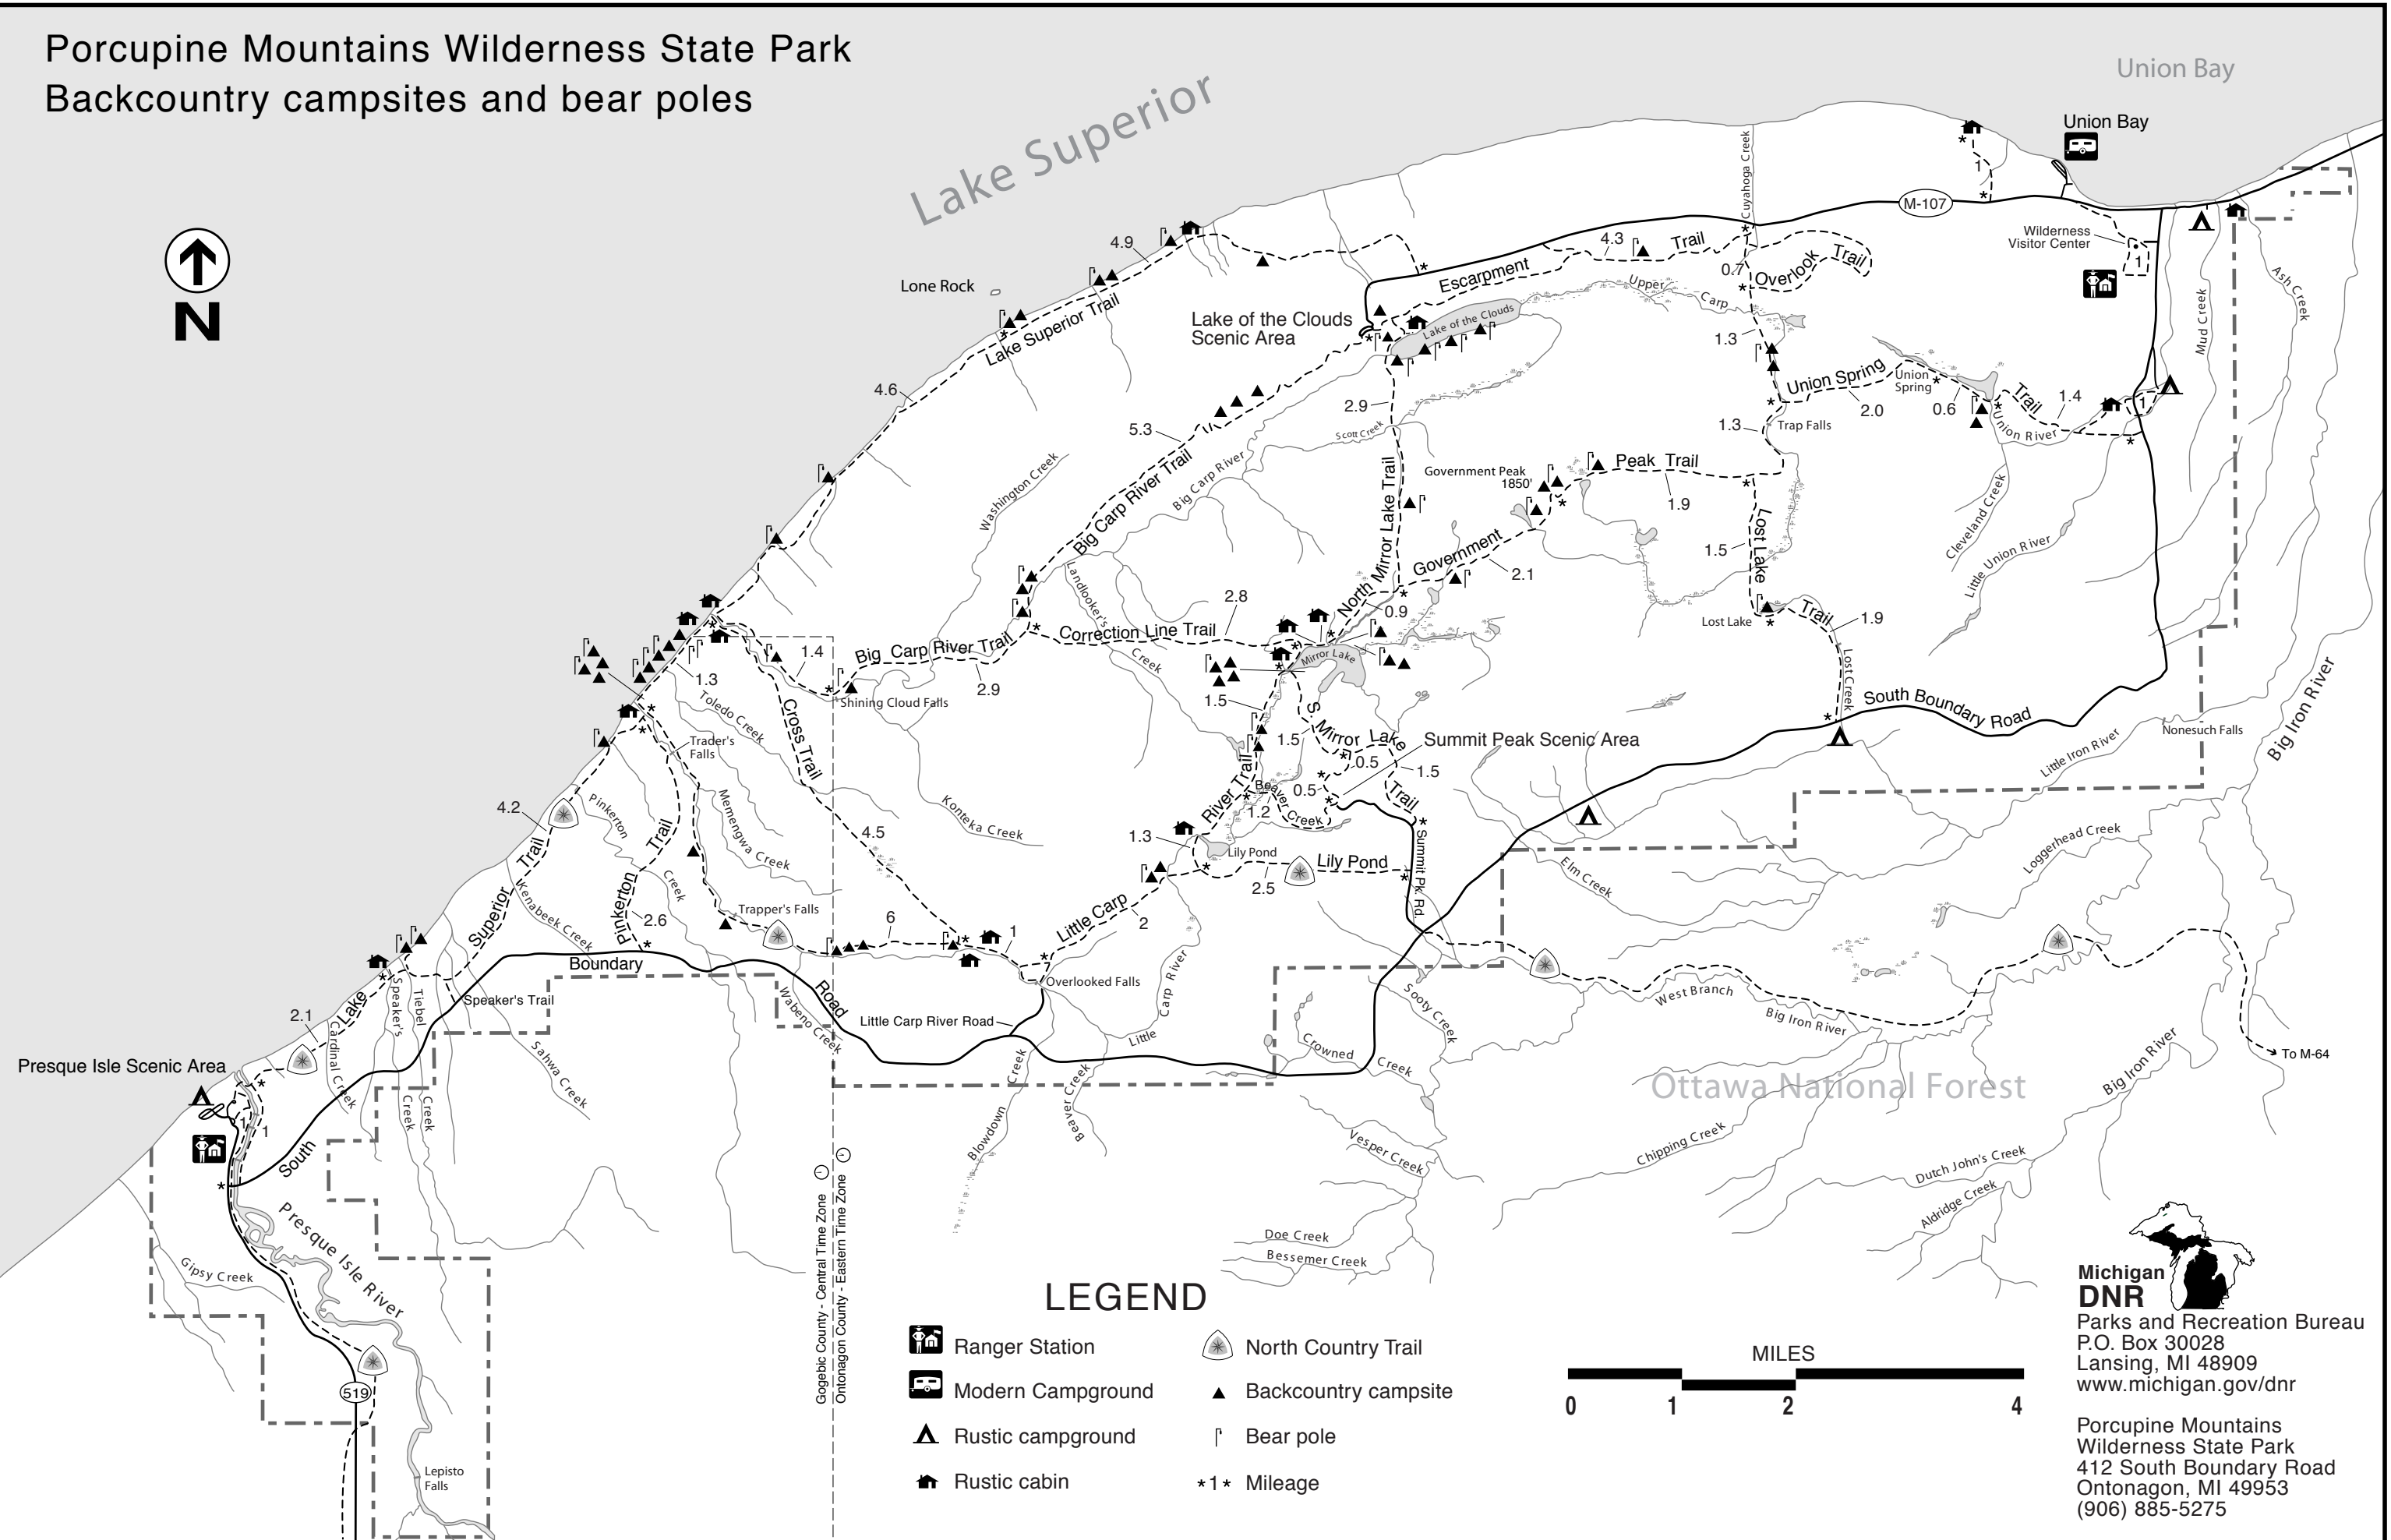 Porcupine Mountains Wilderness State Park
Backcountry campsites and bear poles
Union Bay
Lake Superior
Union Bay
M-107
Cuyahoga Creek
1
Wilderness
Visitor Center
1
Ash Creek
Mud Creek
4.9
Lone Rock
Lake Superior Trail
4.6
4.3
Trail
Escarpment
0.7
Overlook
Trail
Upper
Carp
Lake of the Clouds
Scenic Area
Lake of the Clouds
1.3
Union Spring
Union
Spring
2.0
0.6
Trail
1.4
1
Union River
2.9
5.3
Scott Creek
1.3
Trap Falls
Big Carp River Trail
Big Carp River
Washington Creek
Government Peak
1850'
Peak Trail
1.9
North Mirror Lake Trail
Government
2.1
Lost Lake
1.5
Trail
1.9
Lost Lake
Lost Creek
Cleveland Creek
Little Union River
Landlooker's
Creek
2.8
0.9
Correction Line Trail
Mirror Lake
Big Carp River Trail
1.4
2.9
Shining Cloud Falls
1.3
Toledo Creek
Cross Trail
Trader's
Falls
1.5
S. Mirror Lake
Trail
1.5
0.5
1.5
0.5
Summit Peak Scenic Area
South Boundary Road
Nonesuch Falls
Little Iron River
Big Iron River
4.2
Pinkerton
Creek
Memengwa Creek
Konteka Creek
4.5
River Trail
Beaver
Creek
1.2
1.3
Lily Pond
Lily Pond
2.5
Summit Pk. Rd.
Elm Creek
Loggerhead Creek
Superior
Trail
Kenabeek Creek
Pinkerton
Trail
2.6
Trapper's Falls
6
1
Little Carp
2
Carp River
Little
Overlooked Falls
Boundary
Road
Wabeno Creek
Little Carp River Road
Speaker's Trail
Speaker's
Creek
Tiebel
Creek
Sahwa Creek
Lake
2.1
Cardinal Creek
Presque Isle Scenic Area
1
1
South
Presque Isle River
Gipsy Creek
519
Lepisto
Falls
Blowdown
Creek
Beaver Creek
Crowned
Creek
Sooty Creek
West Branch
Big Iron River
To M-64
Big Iron River
Ottawa National Forest
Vesper Creek
Chipping Creek
Dutch John's Creek
Aldridge Creek
Doe Creek
Bessemer Creek
Gogebic County - Central Time Zone
Ontonagon County - Eastern Time Zone
N
LEGEND
Ranger Station
North Country Trail
Modern Campground
Backcountry campsite
Rustic campground
Bear pole
Rustic cabin
*1* Mileage
MILES
0 1 2 4
Michigan
DNR
Parks and Recreation Bureau
P.O. Box 30028
Lansing, MI 48909
www.michigan.gov/dnr
Porcupine Mountains
Wilderness State Park
412 South Boundary Road
Ontonagon, MI 49953
(906) 885-5275